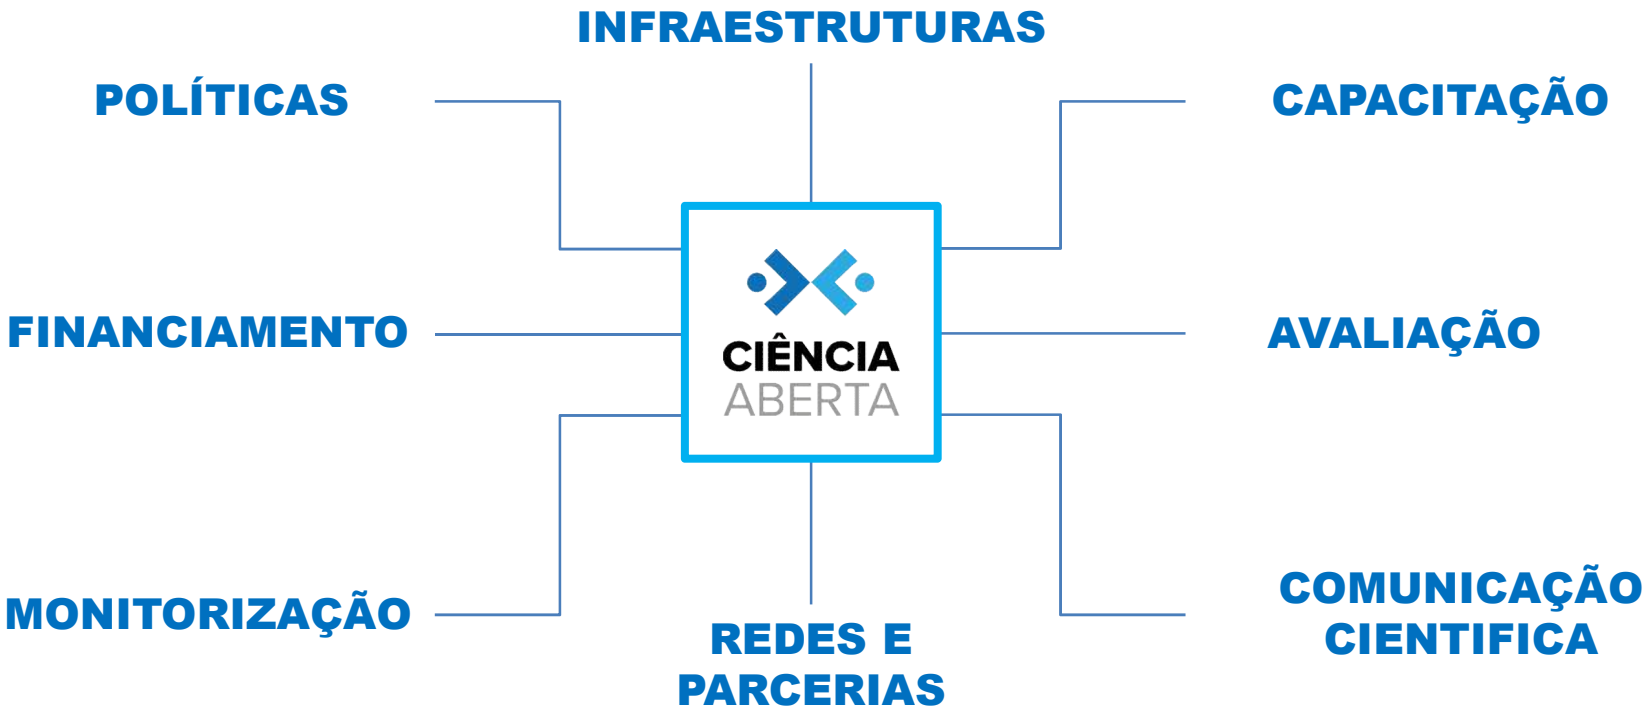 INFRAESTRUTURAS
POLÍTICAS
CAPACITAÇÃO
FINANCIAMENTO
CIÊNCIA
ABERTA
AVALIAÇÃO
MONITORIZAÇÃO
REDES E
PARCERIAS
COMUNICAÇÃO
CIENTIFICA